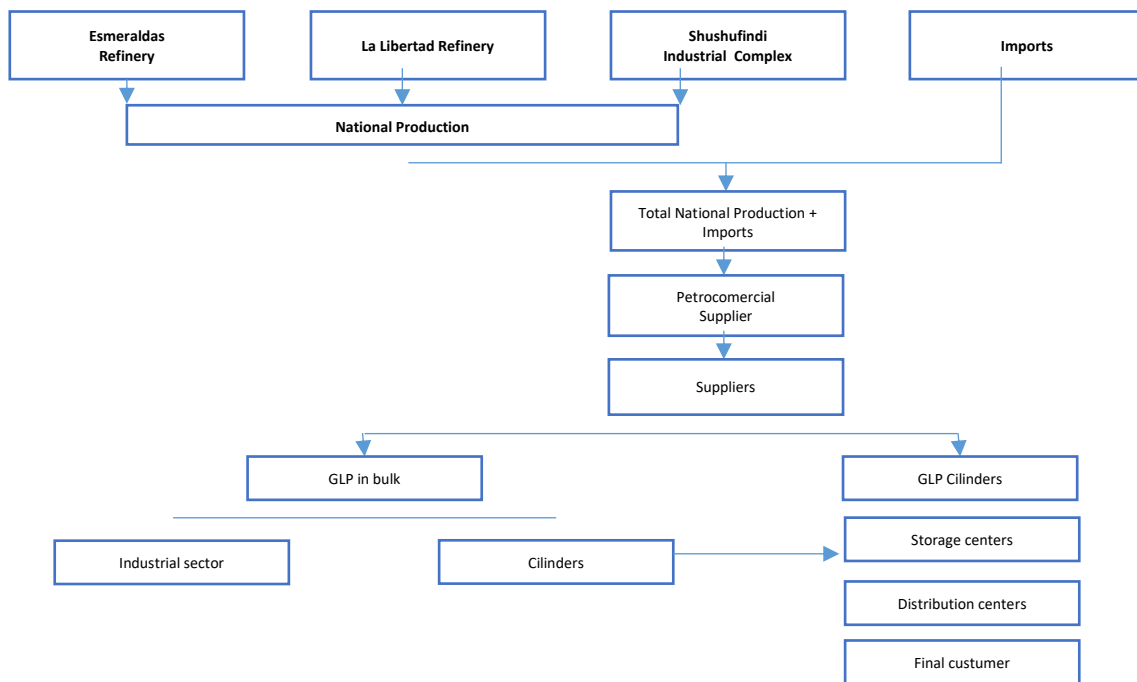 Esmeraldas
Refinery
La Libertad Refinery
Shushufindi
Industrial Complex
Imports
National Production
Total National Production +
Imports
Petrocomercial
Supplier
Suppliers
GLP in bulk
GLP Cilinders
Industrial sector
Cilinders
Storage centers
Distribution centers
Final custumer